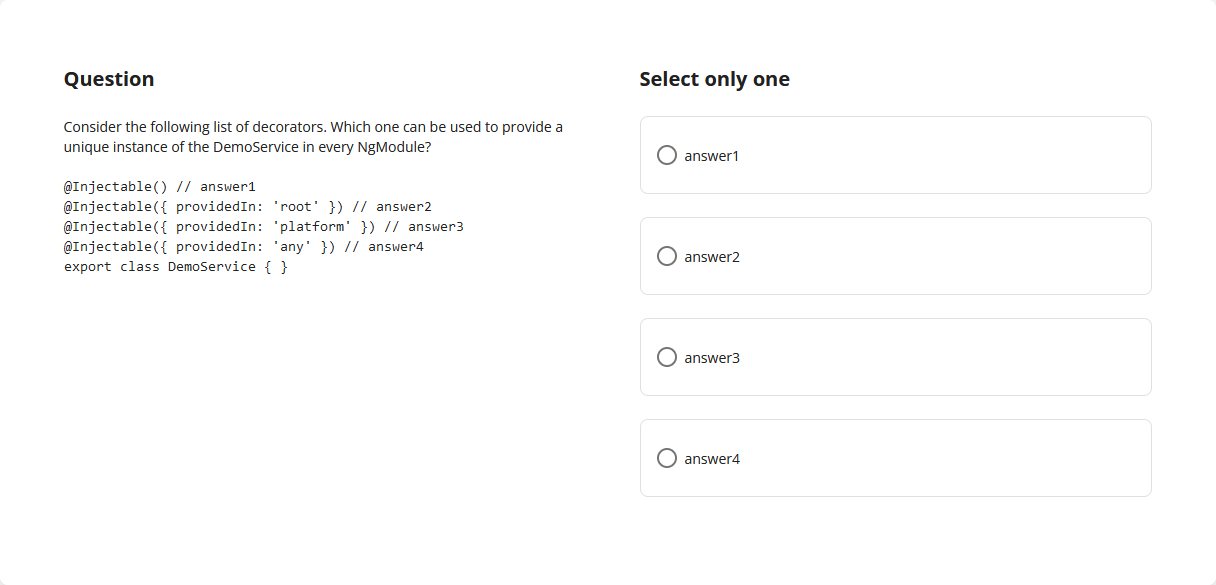 Question
Consider the following list of decorators. Which one can be used to provide a
unique instance of the DemoService in every NgModule?
@Injectable() // answer1
@Injectable({ providedIn: 'root' }) // answer2
@Injectable({ providedIn: 'platform' }) // answer3
@Injectable({ providedIn: 'any' }) // answer4
export class DemoService { }
Select only one
answer1
answer2
answer3
answer4